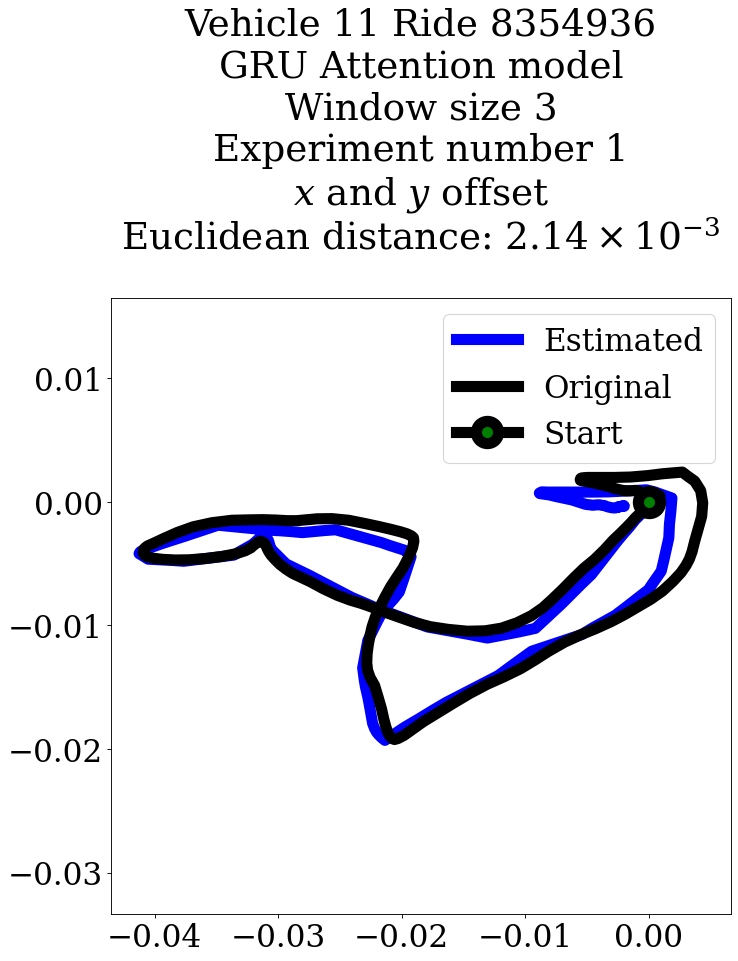 Vehicle 11 Ride 8354936
GRU Attention model
Window size 3
Experiment number 1
x and y offset
Euclidean distance: 2.14 × 10⁻³
Estimated
Original
Start
0.01
0.00
−0.01
−0.02
−0.03
−0.04 −0.03 −0.02 −0.01 0.00